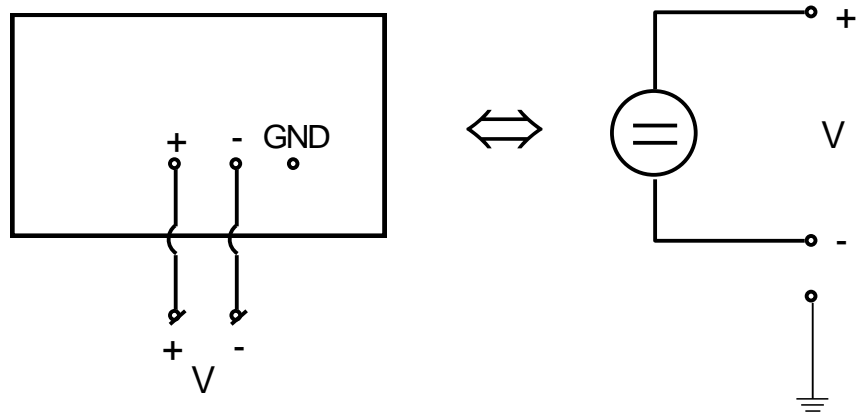 + - GND
+ -
V
+
V
-